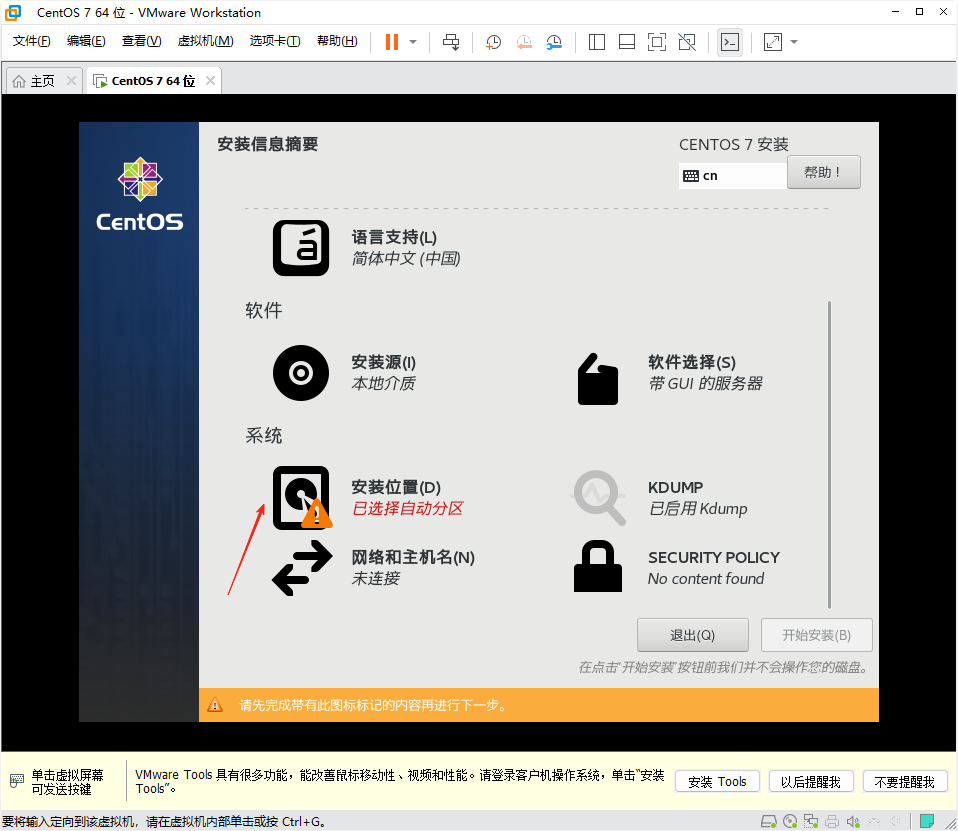 CentOS 7 64 位 - VMware Workstation
文件(F) 编辑(E) 查看(V) 虚拟机(M) 选项卡(T) 帮助(H)
主页 CentOS 7 64 位
安装信息摘要
CENTOS 7 安装
cn 帮助！
CentOS
语言支持(L)
简体中文 (中国)
软件
安装源(I) 软件选择(S)
本地介质 带 GUI 的服务器
系统
安装位置(D) KDUMP
已选择自动分区 已启用 Kdump
网络和主机名(N) SECURITY POLICY
未连接 No content found
退出(Q) 开始安装(B)
在点击'开始安装'按钮前我们并不会操作您的磁盘。
请先完成带有此图标标记的内容再进行下一步。
单击虚拟屏幕
可发送按键
VMware Tools 具有很多功能，能改善鼠标移动性、视频和性能。请登录客户机操作系统，单击“安装
Tools”。
安装 Tools 以后提醒我 不要提醒我
要将输入定向到该虚拟机，请在虚拟机内部单击或按 Ctrl+G。